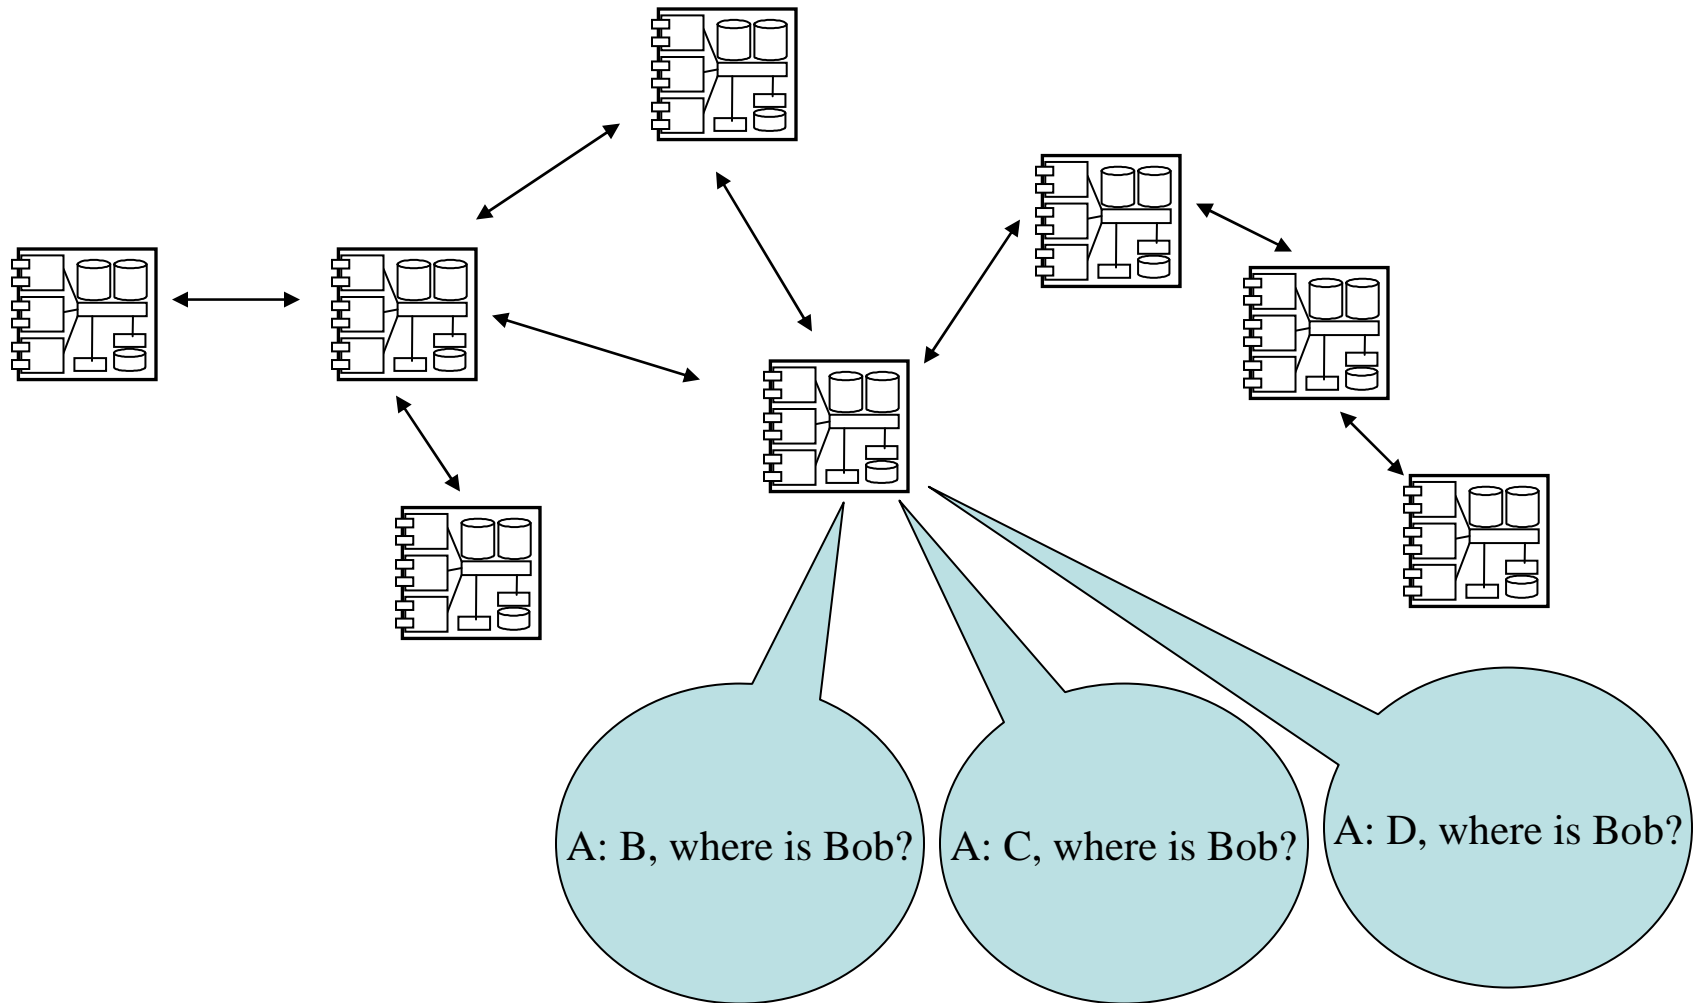 A: B, where is Bob?
A: C, where is Bob?
A: D, where is Bob?